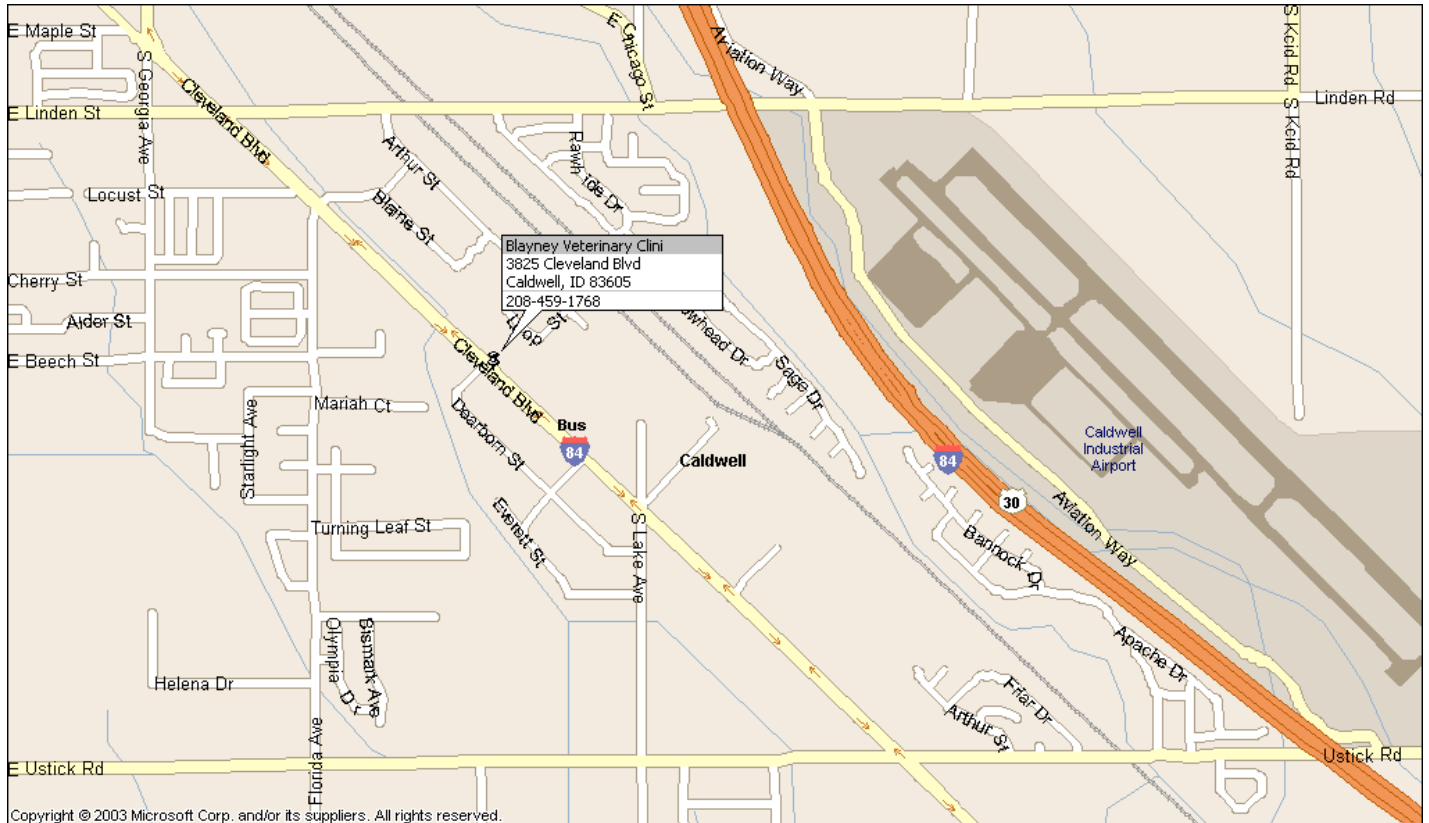 E Maple St
S Georgia Ave
Cleveland Blvd
E Chicago St
Aviation Way
S Kcid Rd
S Kcid Rd
Linden Rd
E Linden St
Arthur St
Rawhide Dr
Locust St
Blaine St
Blayney Veterinary Clini
3825 Cleveland Blvd
Caldwell, ID 83605
208-459-1768
Cherry St
Alder St
Loop
St
owhead Dr
E Beech St
Cleveland Blvd
Sage Dr
Mariah Ct
Starlight Ave
Dearborn St
Bus
84
Caldwell
84
Caldwell
Industrial
Airport
30
Aviation Way
Everett St
Turning Leaf St
S Lake Ave
Bannock Dr
Olympia Dr
Bismark Ave
Apache Dr
Helena Dr
Friar Dr
Arthur St
Florida Ave
E Ustick Rd
Ustick Rd
Copyright © 2003 Microsoft Corp. and/or its suppliers. All rights reserved.